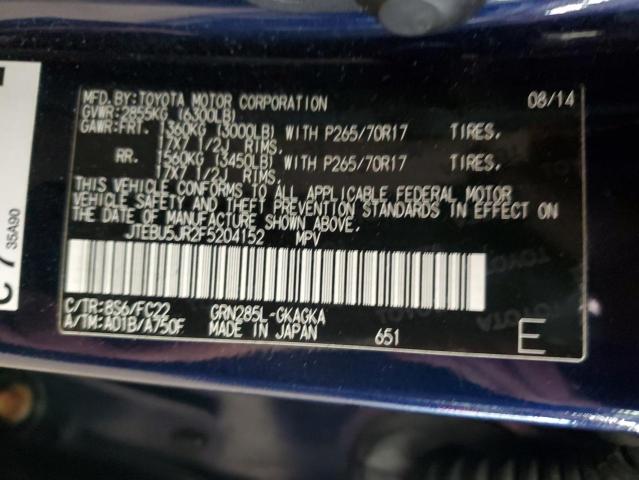 MFD.BY:TOYOTA MOTOR CORPORATION 08/14
GVWR:2855KG (6300LB)
GAWR:FRT. 1360KG (3000LB) WITH P265/70R17 TIRES,
17X7 1/2J RIMS.
RR. 1560KG (3450LB) WITH P265/70R17 TIRES,
17X7 1/2J RIMS.
THIS VEHICLE CONFORMS TO ALL APPLICABLE FEDERAL MOTOR
VEHICLE SAFETY AND THEFT PREVENTION STANDARDS IN EFFECT ON
THE DATE OF MANUFACTURE SHOWN ABOVE.
JTEBU5JR2F5204152 MPV
C/TR:8S6/FC22 GRN285L-GKAGKA
A/TM:A01B/A750F MADE IN JAPAN 651
E
35A90